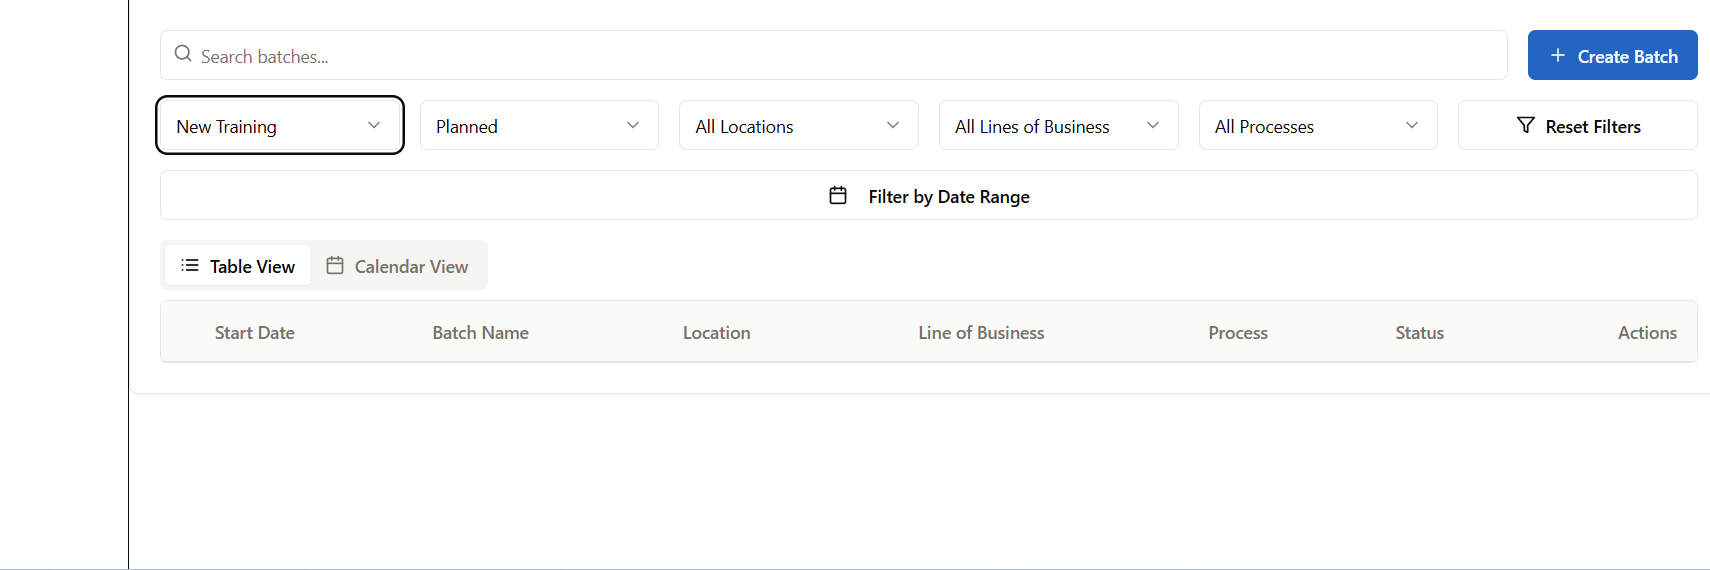 Search batches...
Create Batch
New Training
Planned
All Locations
All Lines of Business
All Processes
Reset Filters
Filter by Date Range
Table View
Calendar View
Start Date
Batch Name
Location
Line of Business
Process
Status
Actions